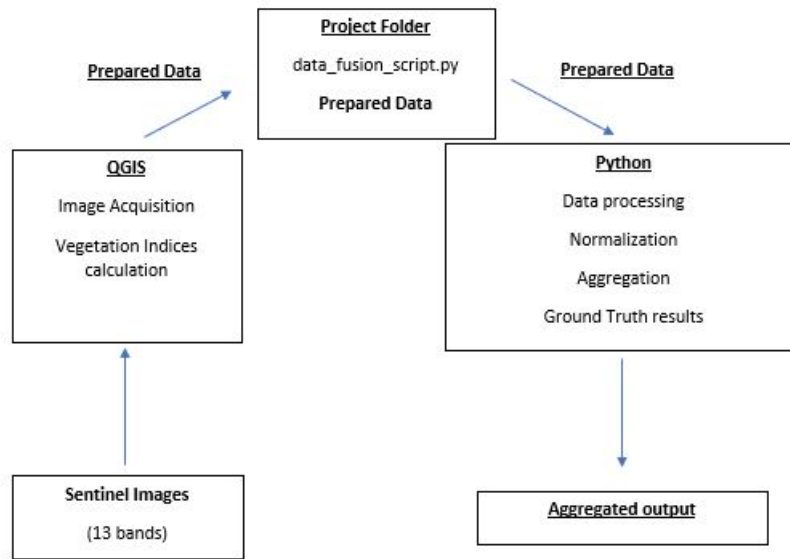 Project Folder
data_fusion_script.py
Prepared Data
Prepared Data
Prepared Data
QGIS
Image Acquisition
Vegetation Indices
calculation
Python
Data processing
Normalization
Aggregation
Ground Truth results
Sentinel Images
(13 bands)
Aggregated output